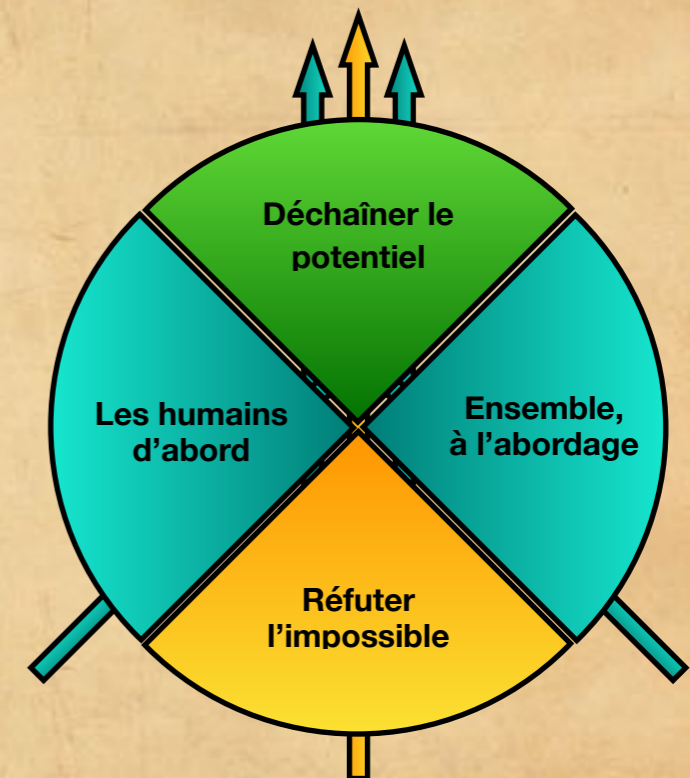 Déchaîner le
potentiel
Les humains
d’abord
Ensemble,
à l’abordage
Réfuter
l’impossible